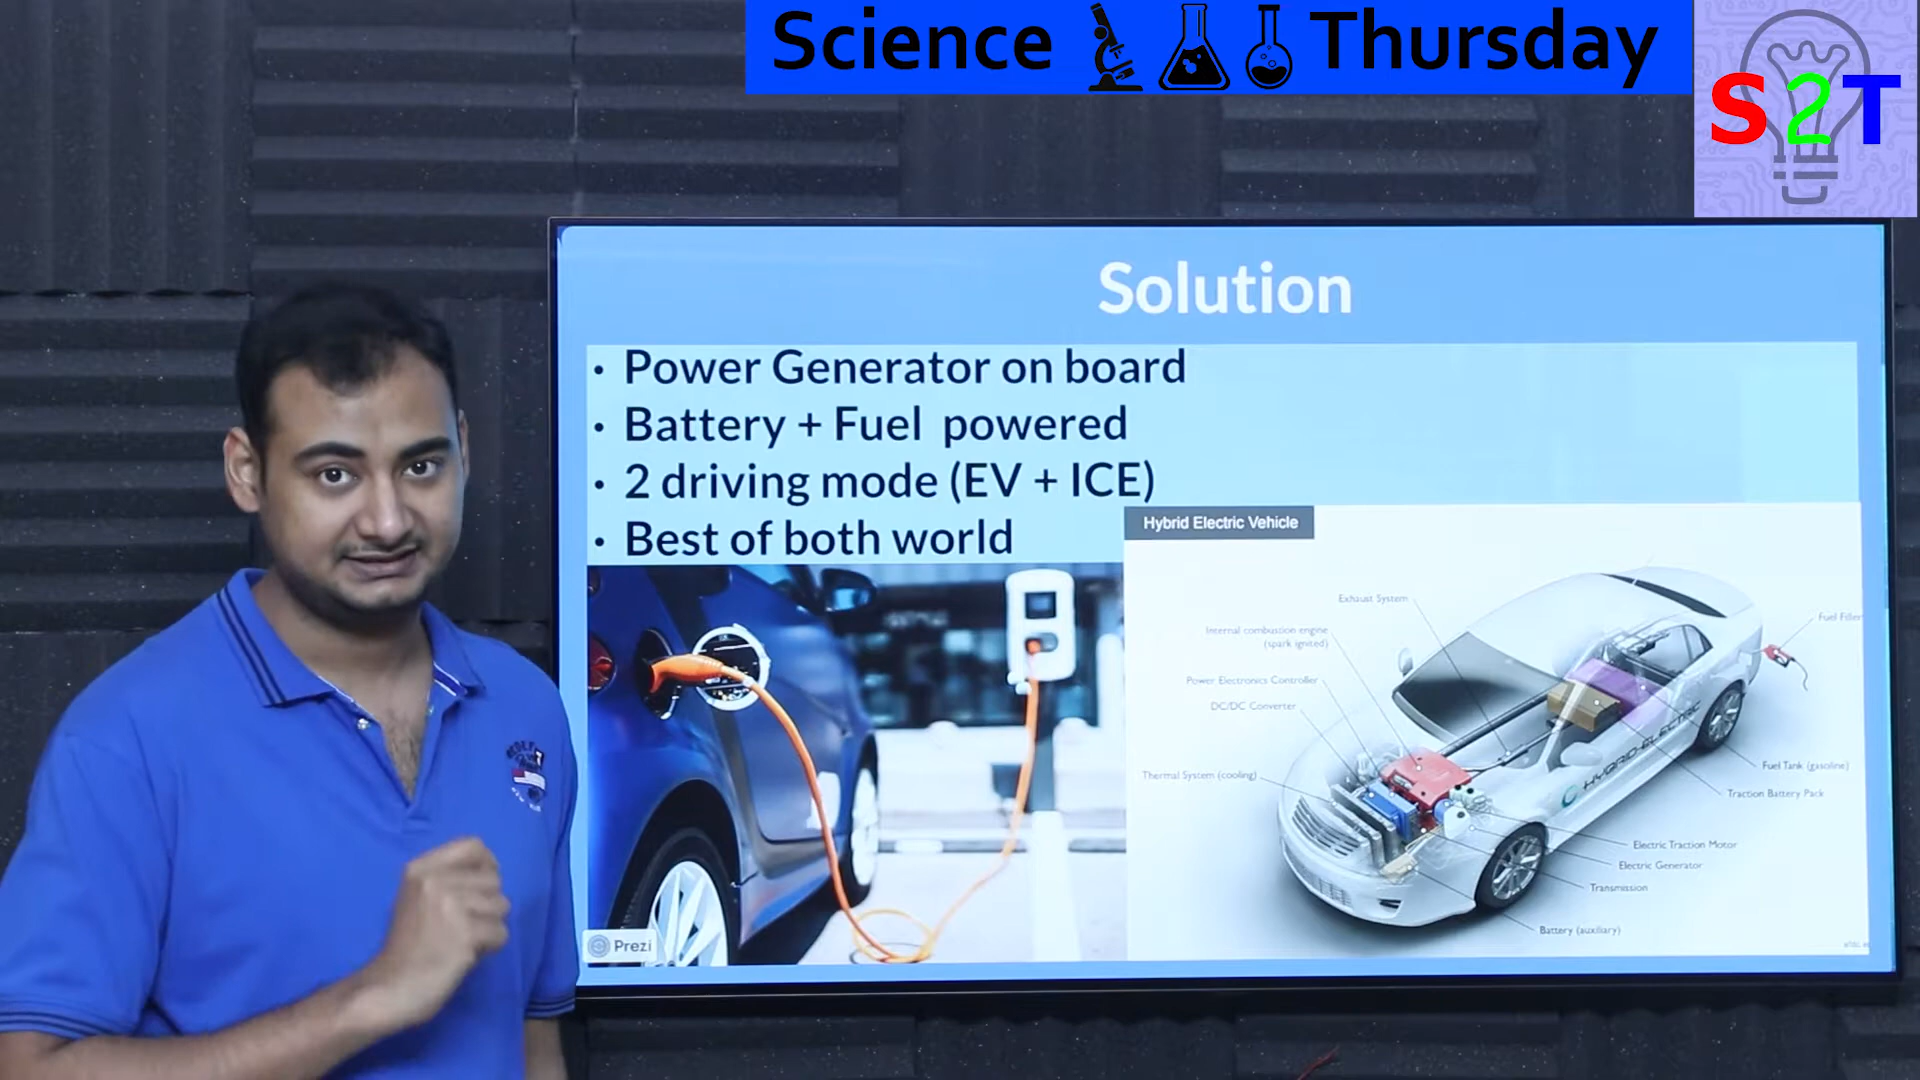 Science Thursday
S2T
Solution
• Power Generator on board
• Battery + Fuel powered
• 2 driving mode (EV + ICE)
• Best of both world
Hybrid Electric Vehicle
Exhaust System
Fuel Filler
Internal combustion engine
(spark ignited)
Power Electronics Controller
DC/DC Converter
Thermal System (cooling)
HYBRID-ELECTRIC
Fuel Tank (gasoline)
Traction Battery Pack
Electric Traction Motor
Electric Generator
Transmission
Battery (auxiliary)
Prezi